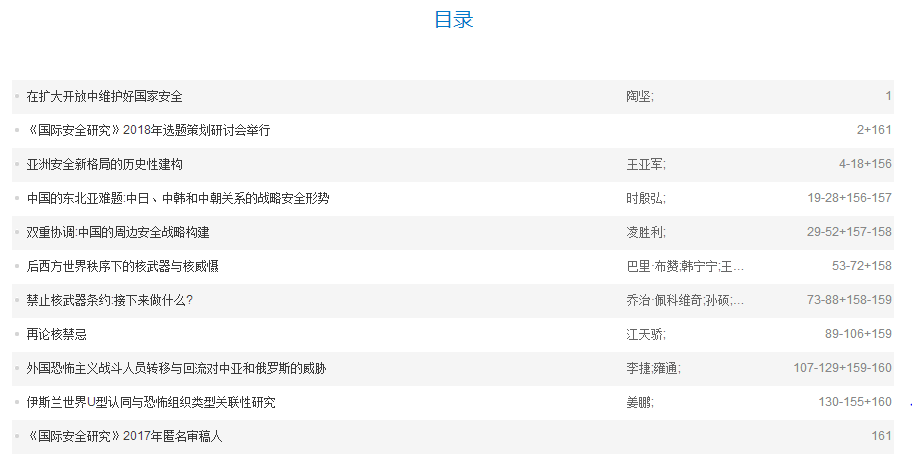 目录
在扩大开放中维护好国家安全 陶坚; 1
《国际安全研究》2018年选题策划研讨会举行 2+161
亚洲安全新格局的历史性建构 王亚军; 4-18+156
中国的东北亚难题:中日、中韩和中朝关系的战略安全形势 时殷弘; 19-28+156-157
双重协调:中国的周边安全战略构建 凌胜利; 29-52+157-158
后西方世界秩序下的核武器与核威慑 巴里·布赞;韩宁宁;王... 53-72+158
禁止核武器条约:接下来做什么? 乔治·佩科维奇;孙硕;... 73-88+158-159
再论核禁忌 江天骄; 89-106+159
外国恐怖主义战斗人员转移与回流对中亚和俄罗斯的威胁 李捷;雍通; 107-129+159-160
伊斯兰世界U型认同与恐怖组织类型关联性研究 姜鹏; 130-155+160
《国际安全研究》2017年匿名审稿人 161